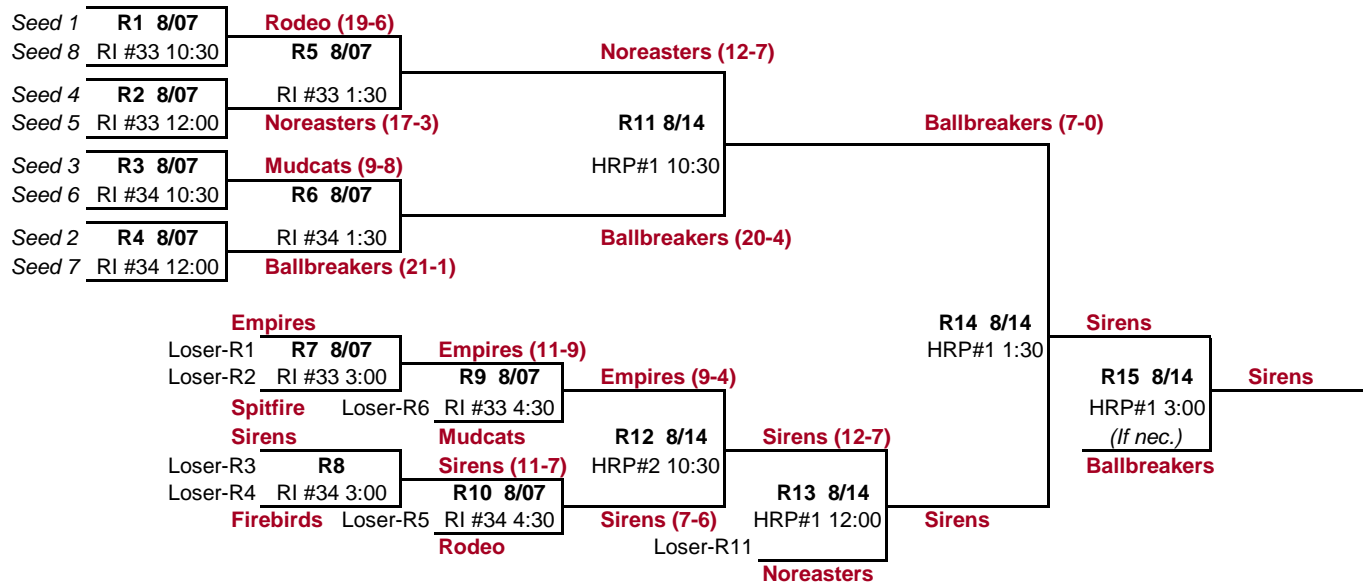 Seed 1 R1 8/07 Rodeo (19-6)
Seed 8 RI #33 10:30 R5 8/07 Noreasters (12-7)
Seed 4 R2 8/07 RI #33 1:30
Seed 5 RI #33 12:00 Noreasters (17-3) R11 8/14 Ballbreakers (7-0)
Seed 3 R3 8/07 Mudcats (9-8) HRP#1 10:30
Seed 6 RI #34 10:30 R6 8/07
Seed 2 R4 8/07 RI #34 1:30 Ballbreakers (20-4)
Seed 7 RI #34 12:00 Ballbreakers (21-1)
Empires R14 8/14 Sirens
Loser-R1 R7 8/07 Empires (11-9) HRP#1 1:30
Loser-R2 RI #33 3:00 R9 8/07 Empires (9-4) R15 8/14 Sirens
Spitfire Loser-R6 RI #33 4:30 HRP#1 3:00
Sirens Mudcats R12 8/14 Sirens (12-7) (If nec.)
Loser-R3 R8 Sirens (11-7) HRP#2 10:30 Ballbreakers
Loser-R4 RI #34 3:00 R10 8/07 R13 8/14
Firebirds Loser-R5 RI #34 4:30 Sirens (7-6) HRP#1 12:00 Sirens
Rodeo Loser-R11
Noreasters